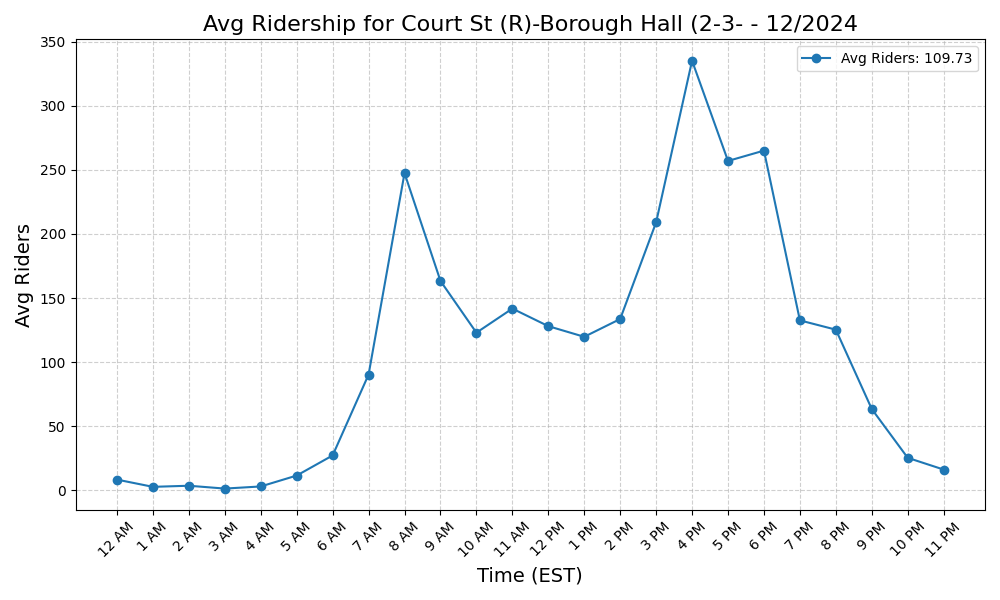 Avg Ridership for Court St (R)-Borough Hall (2-3- - 12/2024
Avg Riders: 109.73
Avg Riders
350
300
250
200
150
100
50
0
12 AM 1 AM 2 AM 3 AM 4 AM 5 AM 6 AM 7 AM 8 AM 9 AM 10 AM 11 AM 12 PM 1 PM 2 PM 3 PM 4 PM 5 PM 6 PM 7 PM 8 PM 9 PM 10 PM 11 PM
Time (EST)